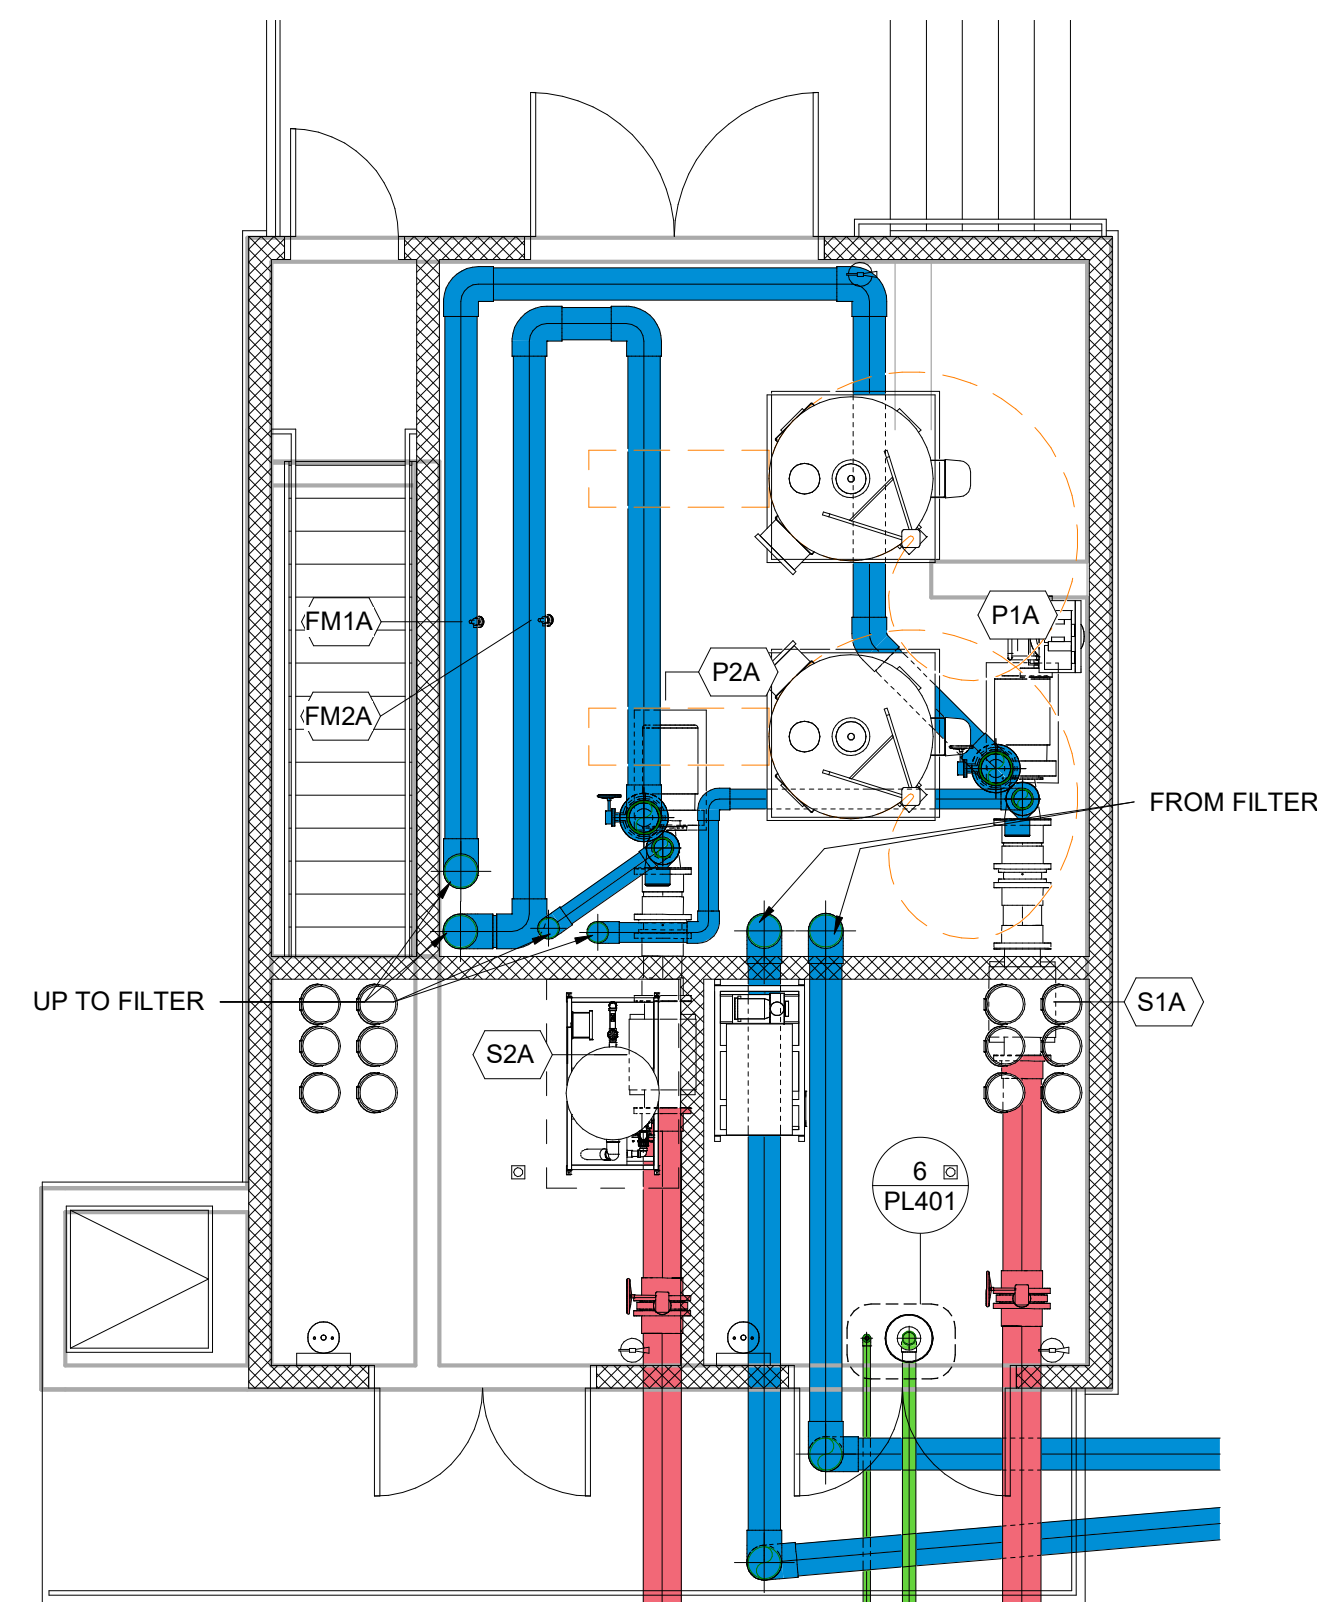 FM1A
P1A
P2A
FM2A
FROM FILTER
UP TO FILTER
S1A
S2A
6
PL401